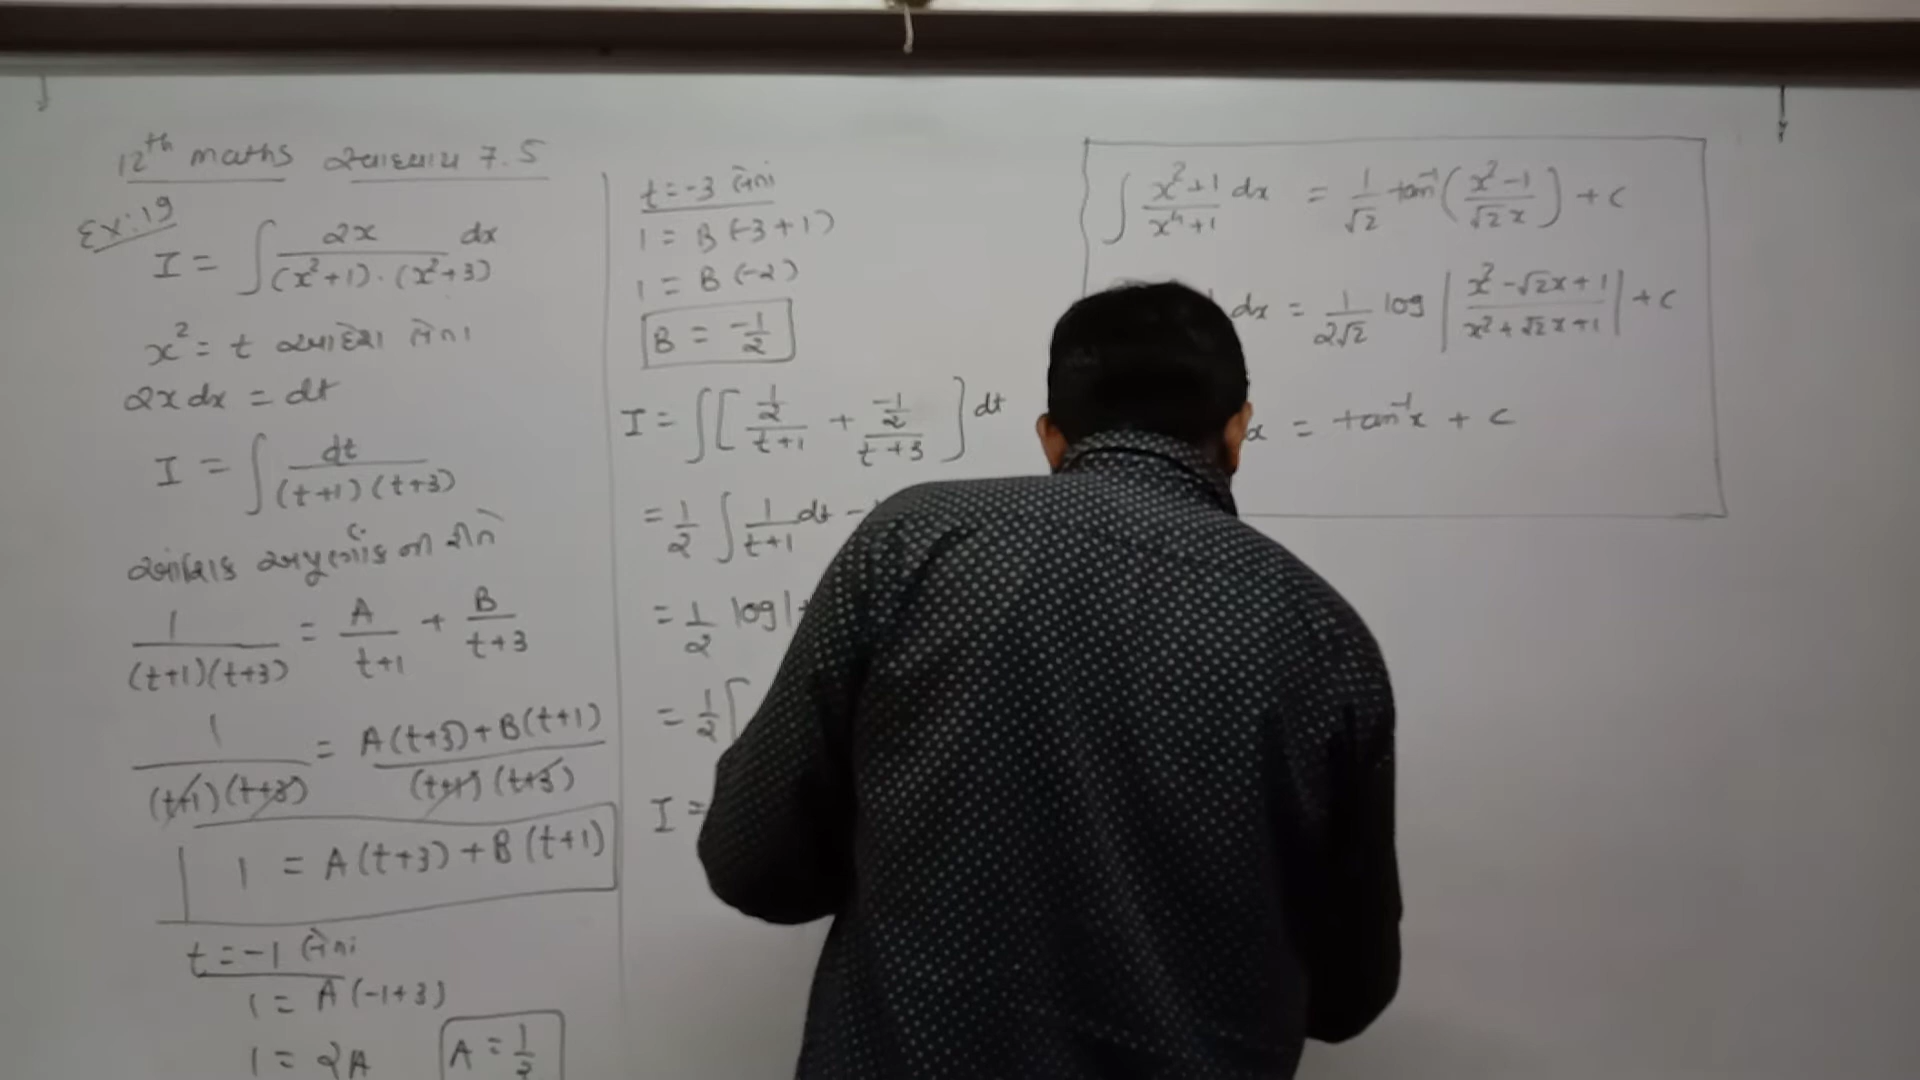 12th maths સ્વાધ્યાય 7.5
Ex:19
I = ∫ 2x / (x²+1).(x²+3) dx
x² = t આદેશ લેતા
2x dx = dt
I = ∫ dt / (t+1)(t+3)
આંશિક અપૂર્ણાંક ની રીતે
1 / (t+1)(t+3) = A / t+1 + B / t+3
1 / (t+1)(t+3) = A(t+3)+B(t+1) / (t+1)(t+3)
1 = A(t+3)+B(t+1)
t=-1 લેતાં
1 = A(-1+3)
1 = 2A
A = 1/2
t=-3 લેતાં
1 = B(-3+1)
1 = B(-2)
B = -1/2
I = ∫[ 1/2 / t+1 + -1/2 / t+3 ] dt
= 1/2 ∫ 1 / t+1 dt -
= 1/2 log|t
= 1/2 [
I =
∫ x²+1 / x⁴+1 dx = 1/√2 tan⁻¹( x²-1 / √2x ) + c
dx = 1/2√2 log | x²-√2x+1 / x²+√2x+1 | + c
x = tan⁻¹x + c